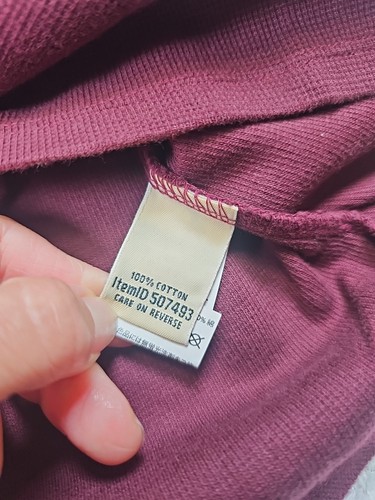 100% COTTON
ItemID 507493
CARE ON REVERSE